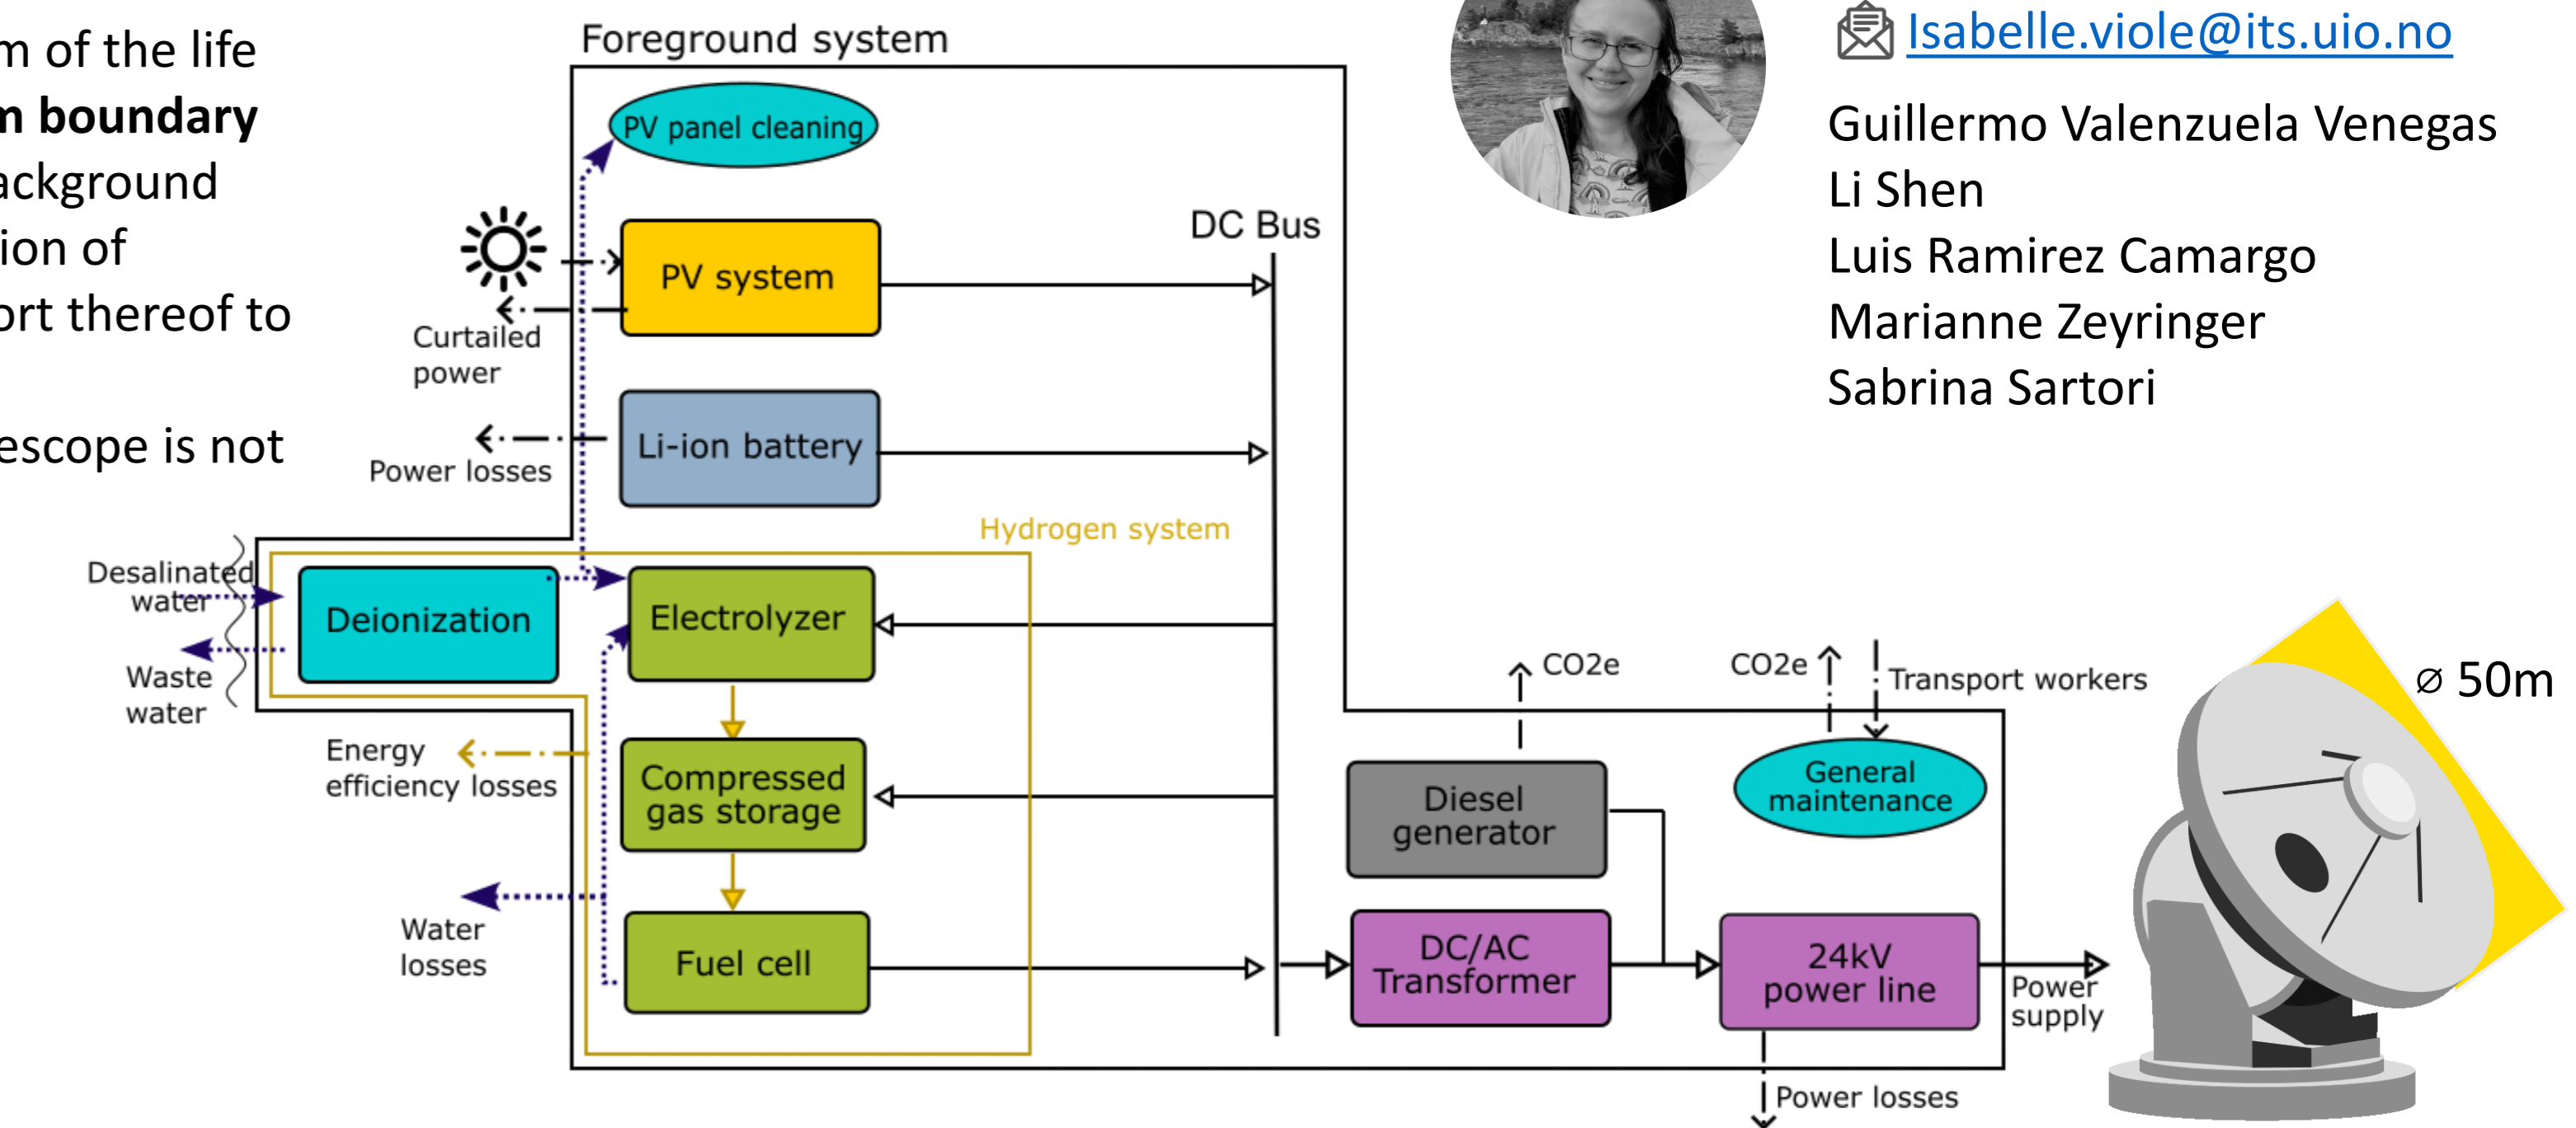 m of the life
m boundary
ackground
ion of
ort thereof to
escope is not
Foreground system
PV panel cleaning
PV system
Curtailed
power
Li-ion battery
Power losses
DC Bus
Hydrogen system
Desalinated
water
Waste
water
Deionization
Electrolyzer
Energy
efficiency losses
Compressed
gas storage
Water
losses
Fuel cell
CO2e
CO2e
Transport workers
Diesel
generator
General
maintenance
DC/AC
Transformer
24kV
power line
Power
supply
Power losses
Isabelle.viole@its.uio.no
Guillermo Valenzuela Venegas
Li Shen
Luis Ramirez Camargo
Marianne Zeyringer
Sabrina Sartori
⌀ 50m